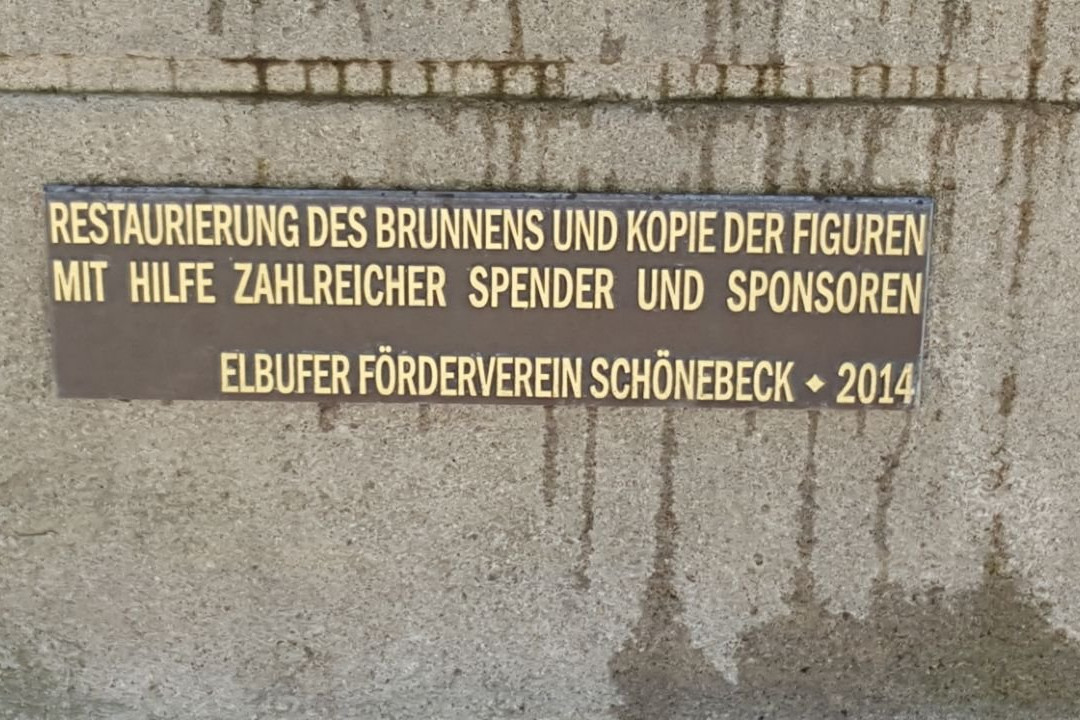 RESTAURIERUNG DES BRUNNENS UND KOPIE DER FIGUREN
MIT HILFE ZAHLREICHER SPENDER UND SPONSOREN
ELBUFER FÖRDERVEREIN SCHÖNEBECK ◆ 2014